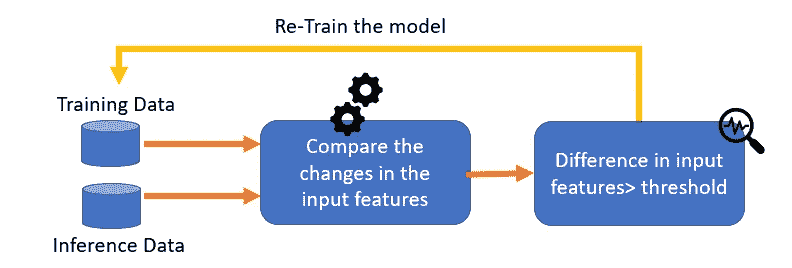 Re-Train the model
Training Data
Compare the
changes in the
input features
Difference in input
features> threshold
Inference Data